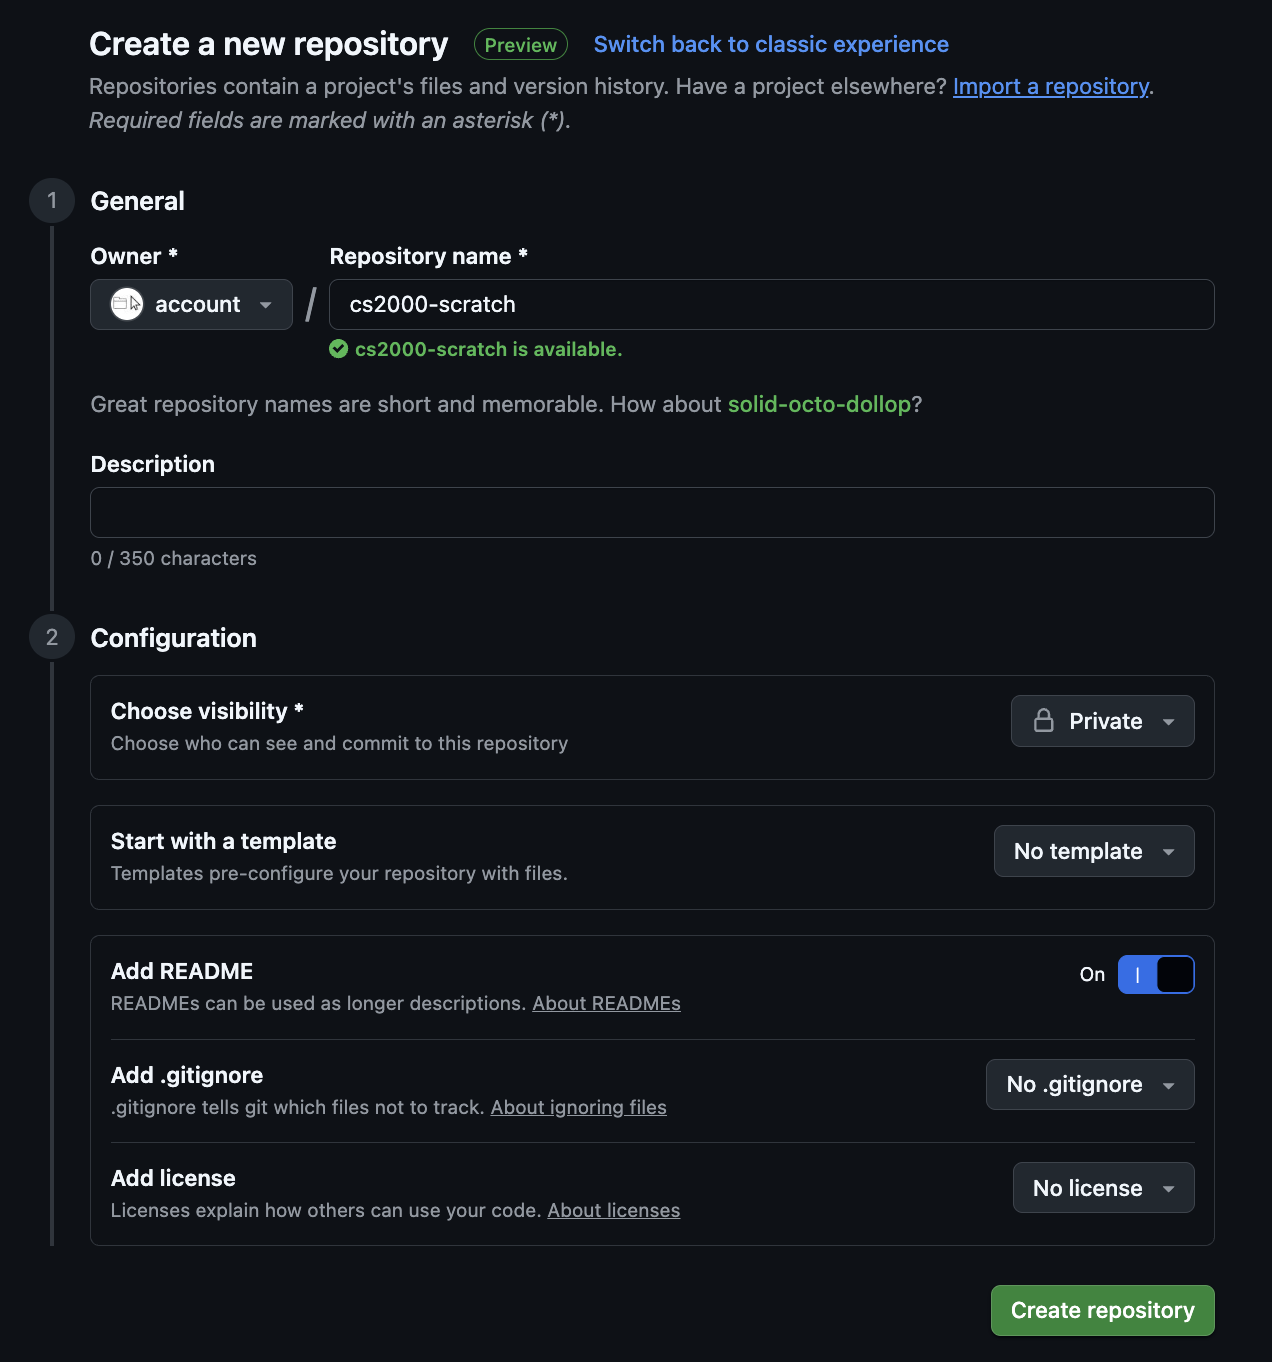 Create a new repository Preview Switch back to classic experience
Repositories contain a project's files and version history. Have a project elsewhere? Import a repository.
Required fields are marked with an asterisk (*).
1 General
Owner * Repository name *
account / cs2000-scratch
cs2000-scratch is available.
Great repository names are short and memorable. How about solid-octo-dollop?
Description
0 / 350 characters
2 Configuration
Choose visibility *
Choose who can see and commit to this repository
Private
Start with a template
Templates pre-configure your repository with files.
No template
Add README
READMEs can be used as longer descriptions. About READMEs
On
Add .gitignore
.gitignore tells git which files not to track. About ignoring files
No .gitignore
Add license
Licenses explain how others can use your code. About licenses
No license
Create repository